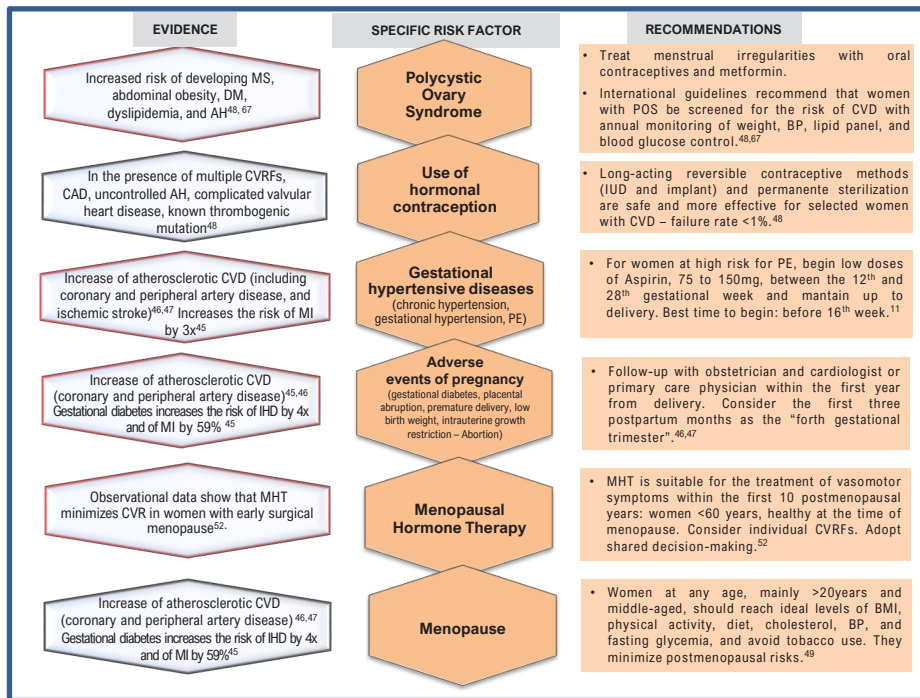 EVIDENCE
SPECIFIC RISK FACTOR
RECOMMENDATIONS
Increased risk of developing MS,
abdominal obesity, DM,
dyslipidemia, and AH48, 67
Polycystic
Ovary
Syndrome
• Treat menstrual irregularities with oral
contraceptives and metformin.
• International guidelines recommend that women
with POS be screened for the risk of CVD with
annual monitoring of weight, BP, lipid panel, and
blood glucose control.48,67
In the presence of multiple CVRFs,
CAD, uncontrolled AH, complicated valvular
heart disease, known thrombogenic
mutation48
Use of
hormonal
contraception
• Long-acting reversible contraceptive methods
(IUD and implant) and permanente sterilization
are safe and more effective for selected women
with CVD – failure rate <1%.48
Increase of atherosclerotic CVD (including
coronary and peripheral artery disease, and
ischemic stroke)46,47 Increases the risk of MI
by 3x45
Gestational
hypertensive diseases
(chronic hypertension,
gestational hypertension, PE)
• For women at high risk for PE, begin low doses
of Aspirin, 75 to 150mg, between the 12th and
28th gestational week and mantain up to
delivery. Best time to begin: before 16th week.11
Increase of atherosclerotic CVD
(coronary and peripheral artery disease)45,46
Gestational diabetes increases the risk of IHD by 4x
and of MI by 59% 45
Adverse
events of pregnancy
(gestational diabetes, placental
abruption, premature delivery, low
birth weight, intrauterine growth
restriction – Abortion)
• Follow-up with obstetrician and cardiologist or
primary care physician within the first year
from delivery. Consider the first three
postpartum months as the “forth gestational
trimester”.46,47
Observational data show that MHT
minimizes CVR in women with early surgical
menopause52.
Menopausal
Hormone Therapy
• MHT is suitable for the treatment of vasomotor
symptoms within the first 10 postmenopausal
years: women <60 years, healthy at the time of
menopause. Consider individual CVRFs. Adopt
shared decision-making.52
Increase of atherosclerotic CVD
(coronary and peripheral artery disease) 46,47
Gestational diabetes increases the risk of IHD by 4x
and of MI by 59%45
Menopause
• Women at any age, mainly >20years and
middle-aged, should reach ideal levels of BMI,
physical activity, diet, cholesterol, BP, and
fasting glycemia, and avoid tobacco use. They
minimize postmenopausal risks.49